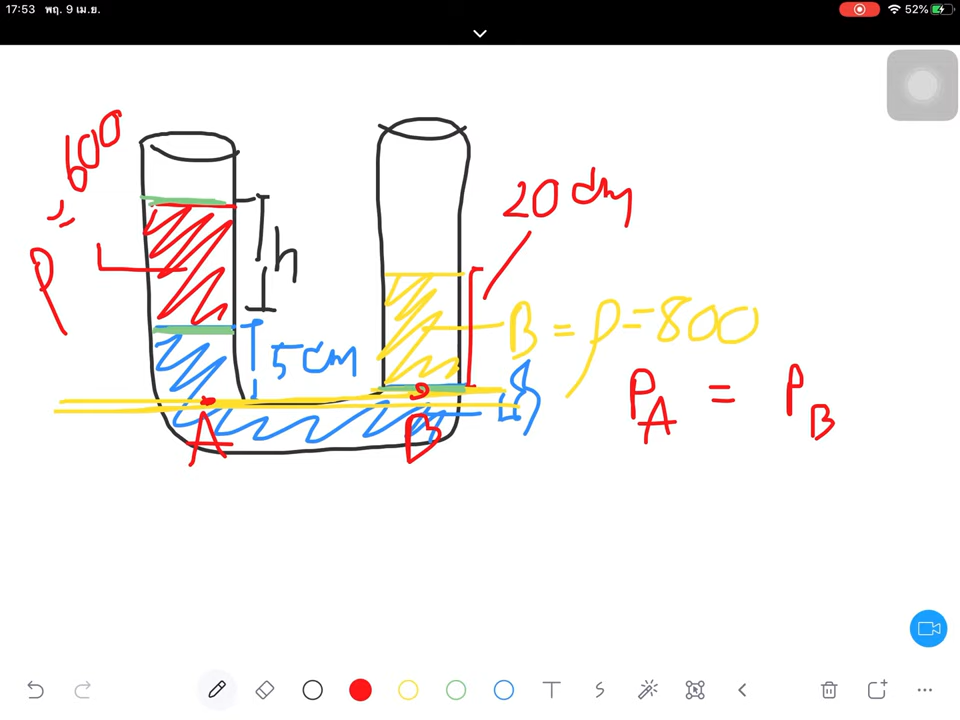 17:53 พฤ. 9 เม.ย.
52%
ρ = 600
h
5 cm
20 cm
B = ρ = 800
A
B
P_A = P_B
T